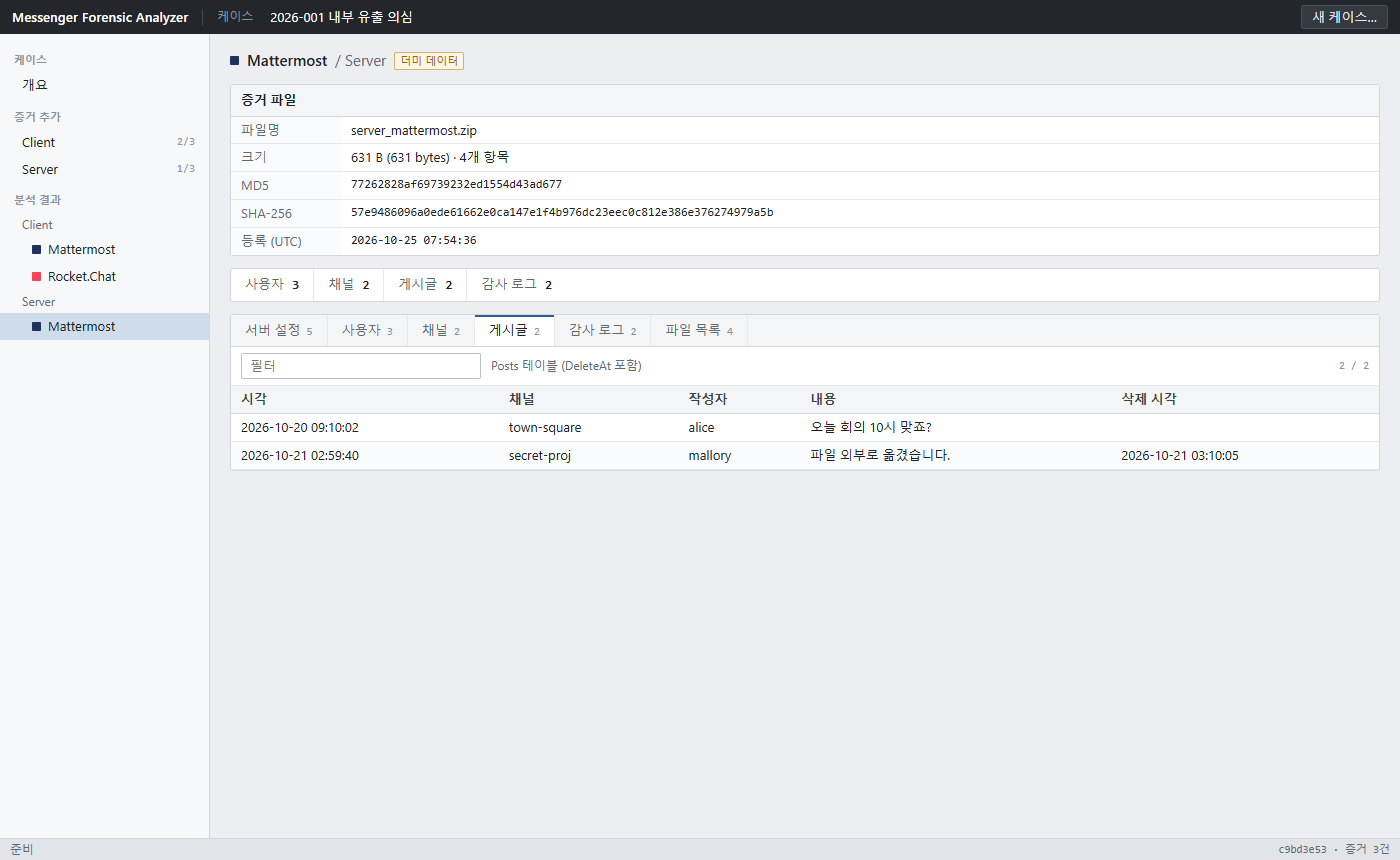 Messenger Forensic Analyzer 케이스 2026-001 내부 유출 의심 새 케이스...
케이스
개요
증거 추가
Client 2/3
Server 1/3
분석 결과
Client
Mattermost
Rocket.Chat
Server
Mattermost
Mattermost / Server 더미 데이터
증거 파일
파일명 server_mattermost.zip
크기 631 B (631 bytes) · 4개 항목
MD5 77262828af69739232ed1554d43ad677
SHA-256 57e9486096a0ede61662e0ca147e1f4b976dc23eec0c812e386e376274979a5b
등록 (UTC) 2026-10-25 07:54:36
사용자 3 채널 2 게시글 2 감사 로그 2
서버 설정 5 사용자 3 채널 2 게시글 2 감사 로그 2 파일 목록 4
필터 Posts 테이블 (DeleteAt 포함) 2 / 2
시각 채널 작성자 내용 삭제 시각
2026-10-20 09:10:02 town-square alice 오늘 회의 10시 맞죠?
2026-10-21 02:59:40 secret-proj mallory 파일 외부로 옮겼습니다. 2026-10-21 03:10:05
준비 c9bd3e53 · 증거 3건